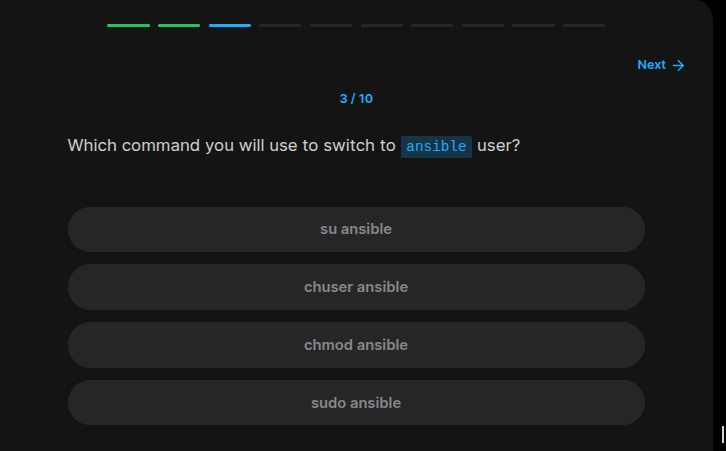 Next →
3 / 10
Which command you will use to switch to ansible user?
su ansible
chuser ansible
chmod ansible
sudo ansible